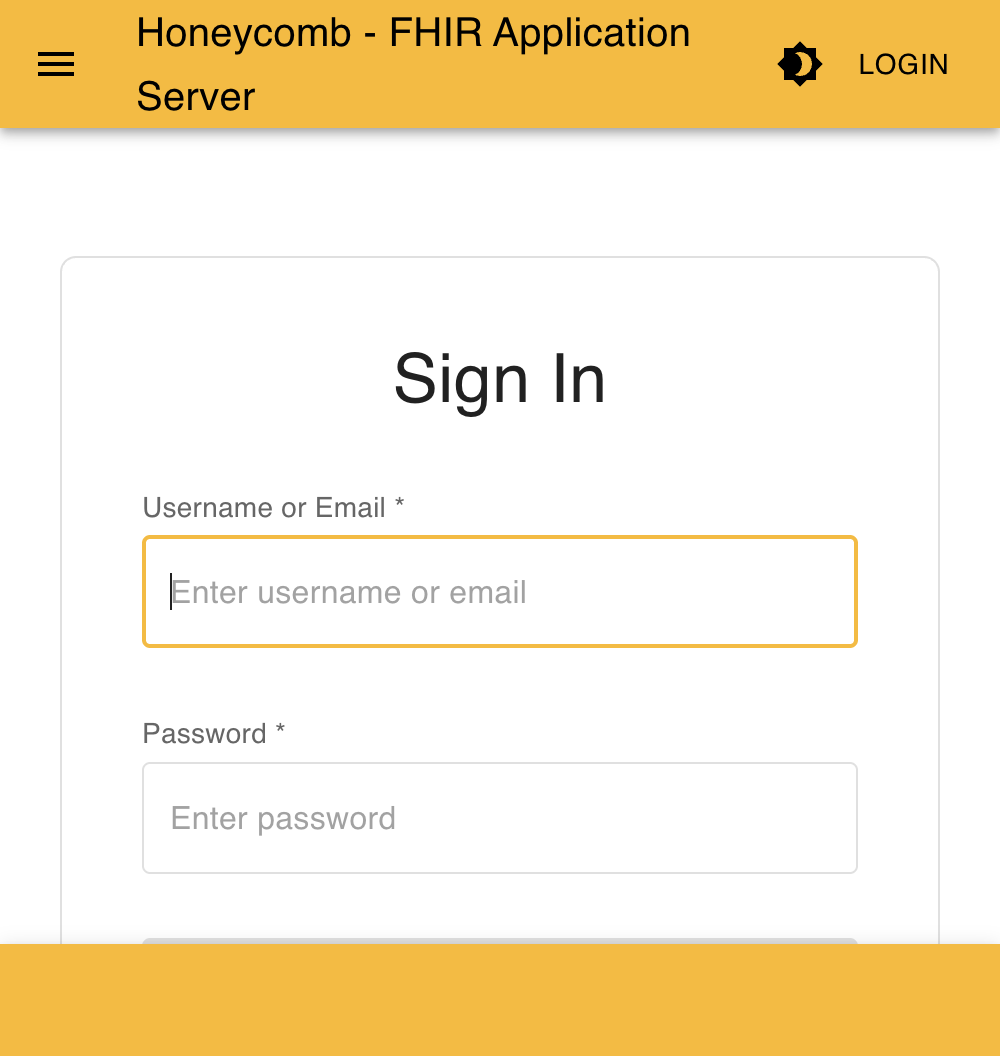 Honeycomb - FHIR Application
Server
LOGIN
Sign In
Username or Email *
Enter username or email
Password *
Enter password